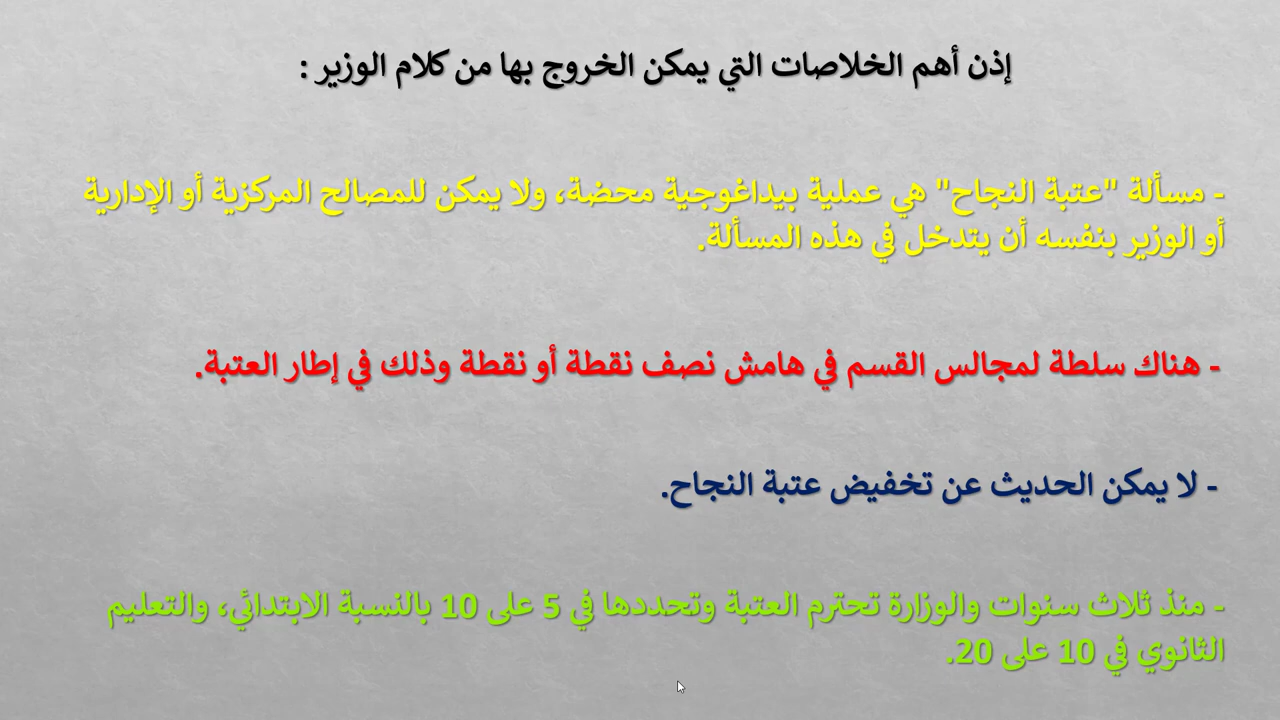 إذن أهم الخلاصات التي يمكن الخروج بها من كلام الوزير :
- مسألة "عتبة النجاح" هي عملية بيداغوجية محضة، ولا يمكن للمصالح المركزية أو الإدارية
أو الوزير بنفسه أن يتدخل في هذه المسألة.
- هناك سلطة لمجالس القسم في هامش نصف نقطة أو نقطة وذلك في إطار العتبة.
- لا يمكن الحديث عن تخفيض عتبة النجاح.
- منذ ثلاث سنوات والوزارة تحترم العتبة وتحددها في 5 على 10 بالنسبة الابتدائي، والتعليم
الثانوي في 10 على 20.